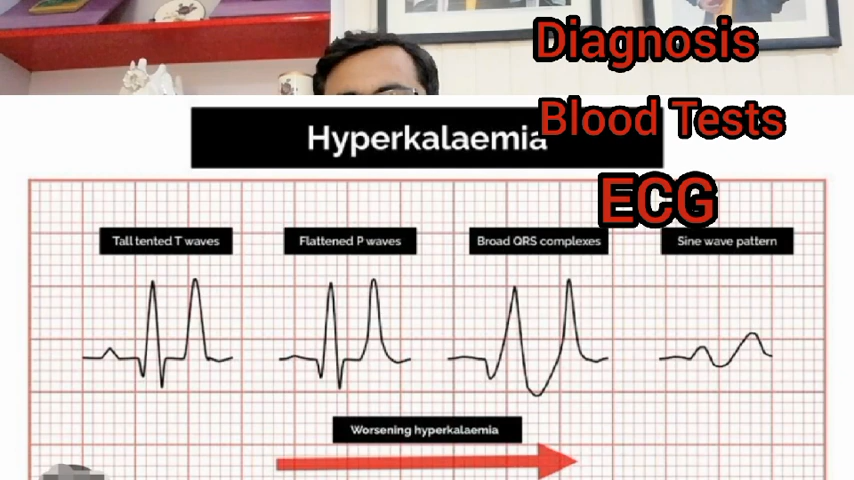 Diagnosis
Blood Tests
Hyperkalaemia
ECG
Tall tented T waves
Flattened P waves
Broad QRS complexes
Sine wave pattern
Worsening hyperkalaemia